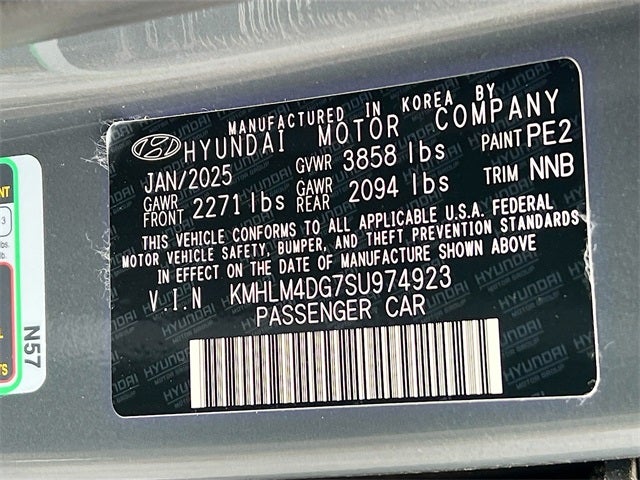 MANUFACTURED IN KOREA BY
HYUNDAI MOTOR COMPANY
JAN/2025 GVWR 3858 lbs PAINT PE2
GAWR FRONT 2271 lbs GAWR REAR 2094 lbs TRIM NNB
THIS VEHICLE CONFORMS TO ALL APPLICABLE U.S.A. FEDERAL
MOTOR VEHICLE SAFETY, BUMPER, AND THEFT PREVENTION STANDARDS
IN EFFECT ON THE DATE OF MANUFACTURE SHOWN ABOVE
V.I.N KMHLM4DG7SU974923
PASSENGER CAR
N57